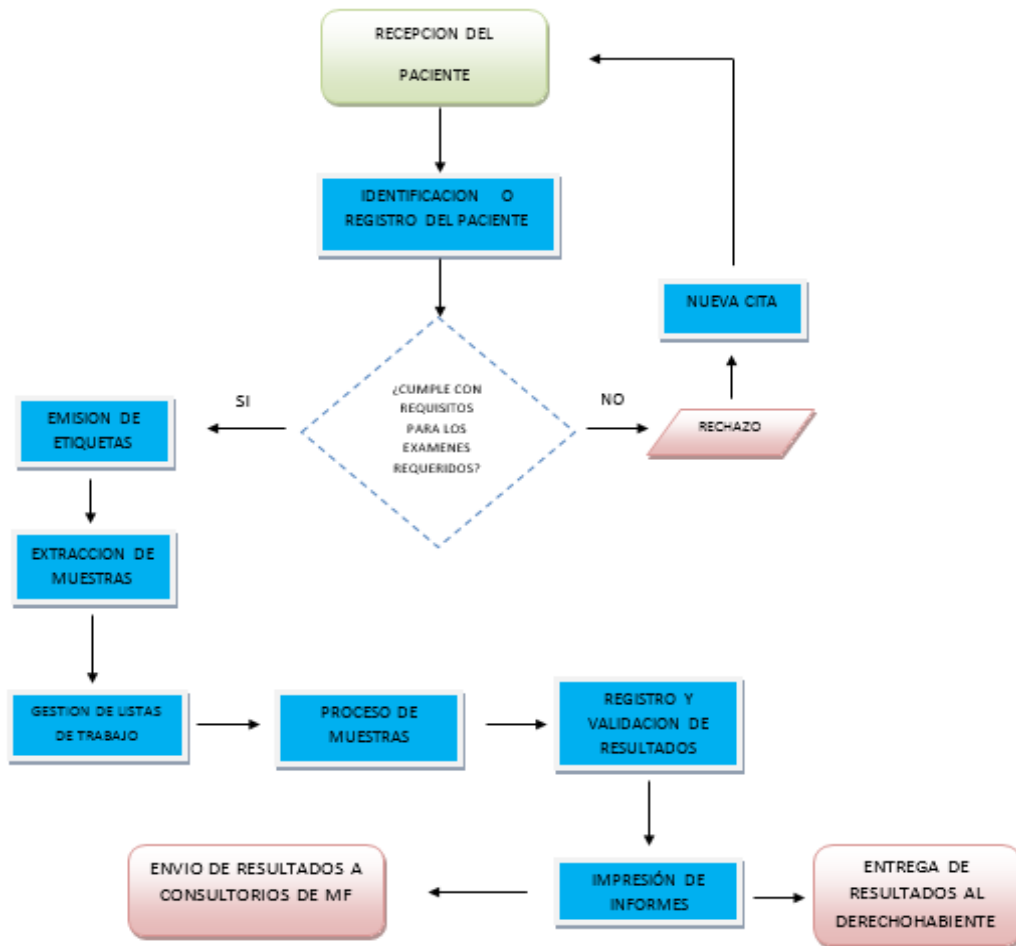 RECEPCION DEL
PACIENTE
IDENTIFICACION O
REGISTRO DEL PACIENTE
NUEVA CITA
¿CUMPLE CON
REQUISITOS
PARA LOS
EXAMENES
REQUERIDOS?
SI
NO
RECHAZO
EMISION DE
ETIQUETAS
EXTRACCION DE
MUESTRAS
GESTION DE LISTAS
DE TRABAJO
PROCESO DE
MUESTRAS
REGISTRO Y
VALIDACION DE
RESULTADOS
ENVIO DE RESULTADOS A
CONSULTORIOS DE MF
IMPRESIÓN DE
INFORMES
ENTREGA DE
RESULTADOS AL
DERECHOHABIENTE